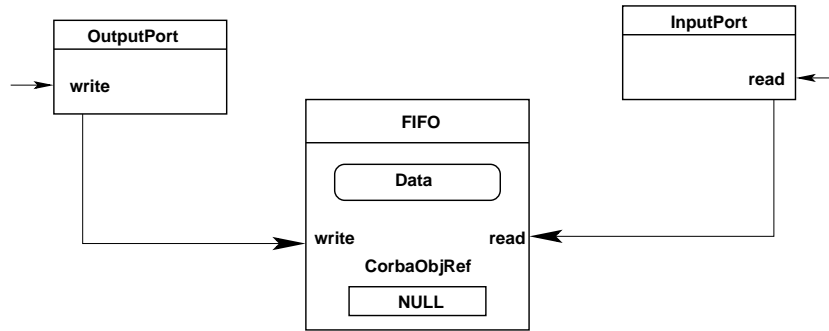 OutputPort
write
InputPort
read
FIFO
Data
write
read
CorbaObjRef
NULL